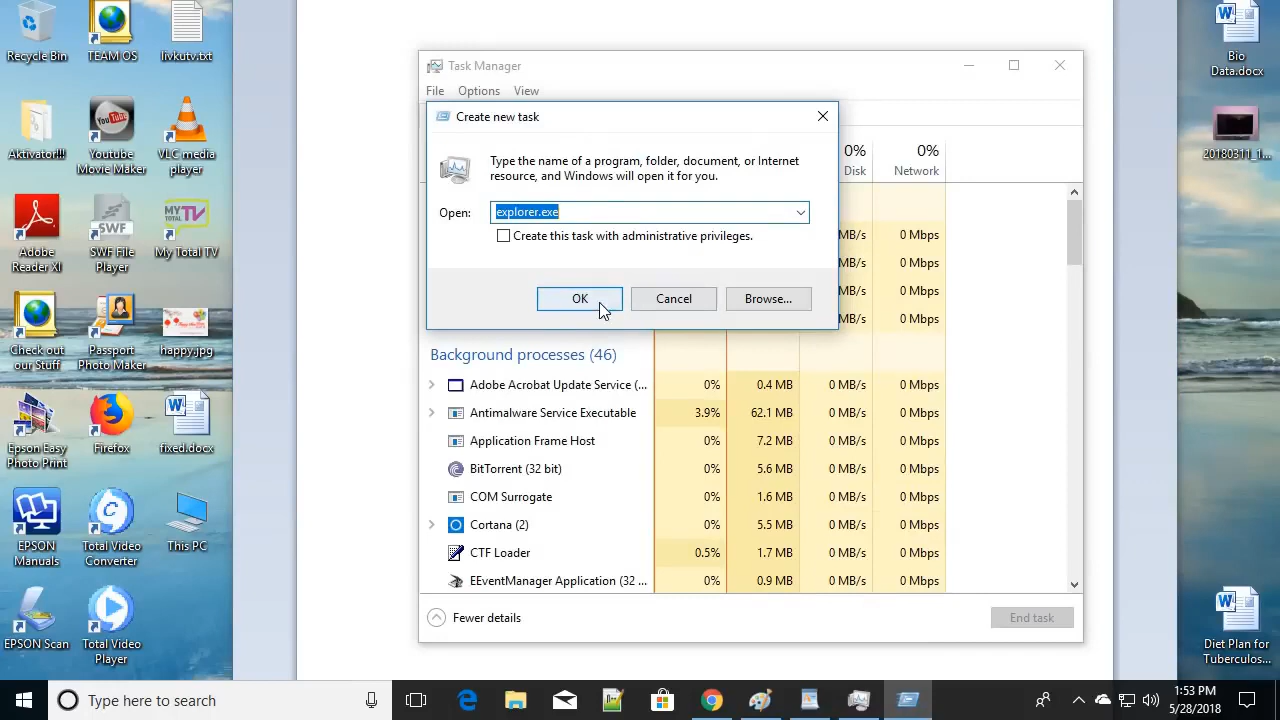 Recycle Bin
TEAM OS
livkutv.txt
Aktivator!!!
Youtube
Movie Maker
VLC media
player
Adobe
Reader XI
SWF File
Player
My Total TV
Check out
our Stuff
Passport
Photo Maker
happy.jpg
Epson Easy
Photo Print
Firefox
fixed.docx
EPSON
Manuals
Total Video
Converter
This PC
EPSON Scan
Total Video
Player
Task Manager
File Options View
Create new task
Type the name of a program, folder, document, or Internet
resource, and Windows will open it for you.
Open: explorer.exe
Create this task with administrative privileges.
OK Cancel Browse...
0% 0%
Disk Network
MB/s 0 Mbps
MB/s 0 Mbps
MB/s 0 Mbps
MB/s 0 Mbps
Background processes (46)
Adobe Acrobat Update Service (... 0% 0.4 MB 0 MB/s 0 Mbps
Antimalware Service Executable 3.9% 62.1 MB 0 MB/s 0 Mbps
Application Frame Host 0% 7.2 MB 0 MB/s 0 Mbps
BitTorrent (32 bit) 0% 5.6 MB 0 MB/s 0 Mbps
COM Surrogate 0% 1.6 MB 0 MB/s 0 Mbps
Cortana (2) 0% 5.5 MB 0 MB/s 0 Mbps
CTF Loader 0.5% 1.7 MB 0 MB/s 0 Mbps
EEventManager Application (32 ... 0% 0.9 MB 0 MB/s 0 Mbps
Fewer details End task
Bio
Data.docx
20180311_1...
Diet Plan for
Tuberculos...
Type here to search
1:53 PM
5/28/2018